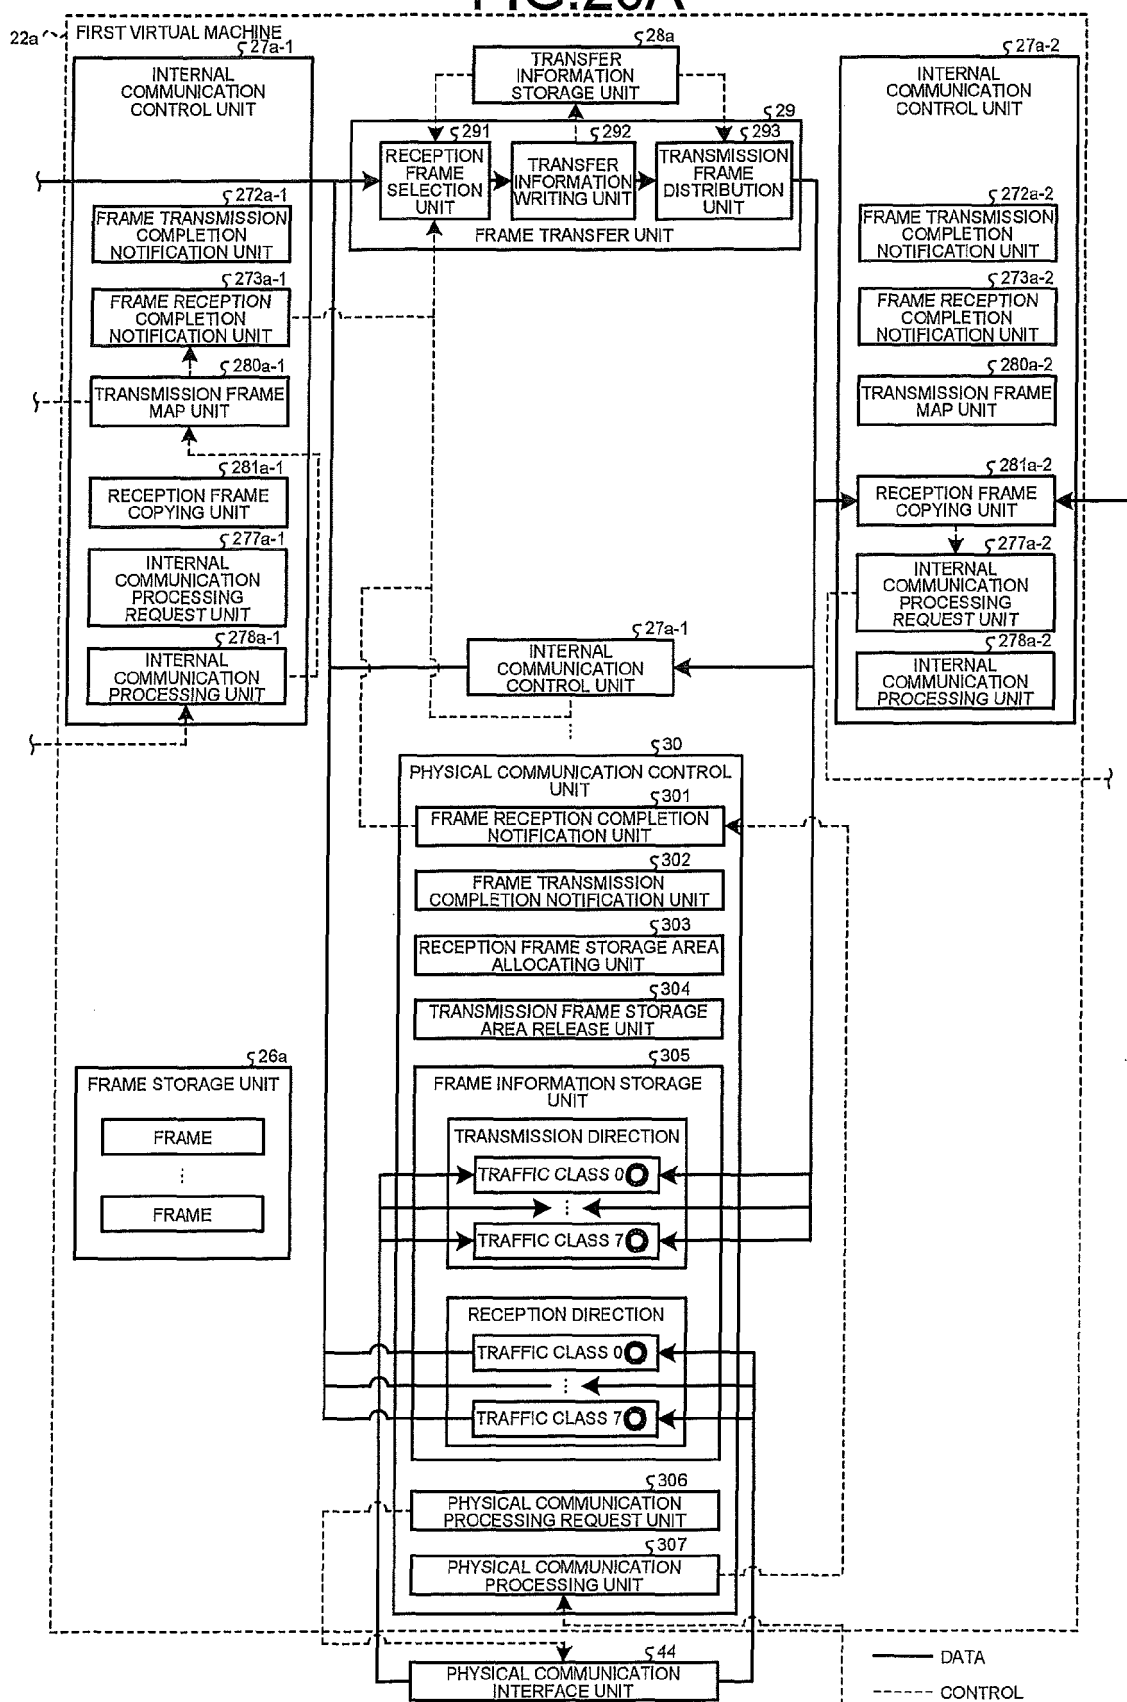 FIG.20A
22a
FIRST VIRTUAL MACHINE
27a-1
INTERNAL
COMMUNICATION
CONTROL UNIT
272a-1
FRAME TRANSMISSION
COMPLETION
NOTIFICATION UNIT
273a-1
FRAME RECEPTION
COMPLETION
NOTIFICATION UNIT
280a-1
TRANSMISSION FRAME
MAP UNIT
281a-1
RECEPTION FRAME
COPYING UNIT
277a-1
INTERNAL
COMMUNICATION
PROCESSING
REQUEST UNIT
278a-1
INTERNAL
COMMUNICATION
PROCESSING UNIT
28a
TRANSFER
INFORMATION
STORAGE UNIT
29
291
RECEPTION
FRAME
SELECTION
UNIT
292
TRANSFER
INFORMATION
WRITING UNIT
293
TRANSMISSION
FRAME
DISTRIBUTION
UNIT
FRAME TRANSFER UNIT
27a-2
INTERNAL
COMMUNICATION
CONTROL UNIT
272a-2
FRAME TRANSMISSION
COMPLETION
NOTIFICATION UNIT
273a-2
FRAME RECEPTION
COMPLETION
NOTIFICATION UNIT
280a-2
TRANSMISSION FRAME
MAP UNIT
281a-2
RECEPTION FRAME
COPYING UNIT
277a-2
INTERNAL
COMMUNICATION
PROCESSING
REQUEST UNIT
278a-2
INTERNAL
COMMUNICATION
PROCESSING UNIT
27a-1
INTERNAL
COMMUNICATION
CONTROL UNIT
30
PHYSICAL COMMUNICATION CONTROL
UNIT
301
FRAME RECEPTION COMPLETION
NOTIFICATION UNIT
302
FRAME TRANSMISSION
COMPLETION NOTIFICATION UNIT
303
RECEPTION FRAME STORAGE AREA
ALLOCATING UNIT
304
TRANSMISSION FRAME STORAGE
AREA RELEASE UNIT
305
FRAME INFORMATION STORAGE
UNIT
TRANSMISSION DIRECTION
TRAFFIC CLASS 0
TRAFFIC CLASS 7
RECEPTION DIRECTION
TRAFFIC CLASS 0
TRAFFIC CLASS 7
306
PHYSICAL COMMUNICATION
PROCESSING REQUEST UNIT
307
PHYSICAL COMMUNICATION
PROCESSING UNIT
26a
FRAME STORAGE UNIT
FRAME
FRAME
44
PHYSICAL COMMUNICATION
INTERFACE UNIT
DATA
CONTROL